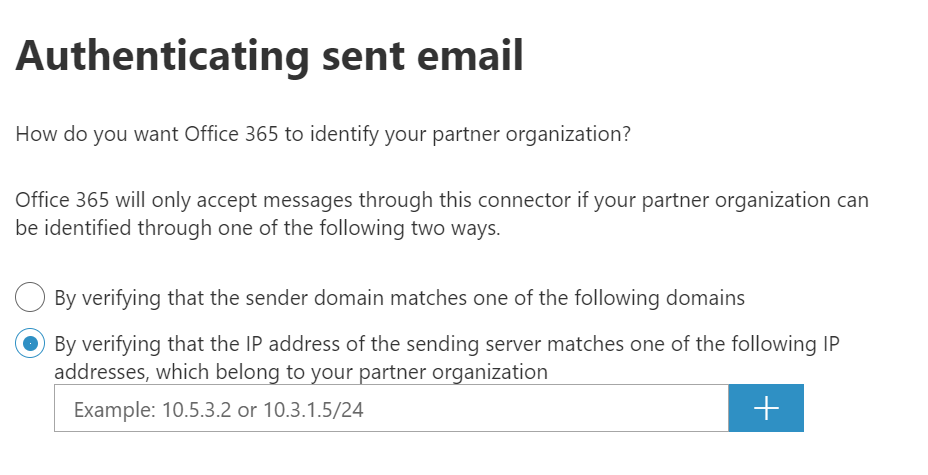 Authenticating sent email
How do you want Office 365 to identify your partner organization?
Office 365 will only accept messages through this connector if your partner organization can
be identified through one of the following two ways.
By verifying that the sender domain matches one of the following domains
By verifying that the IP address of the sending server matches one of the following IP
addresses, which belong to your partner organization
Example: 10.5.3.2 or 10.3.1.5/24